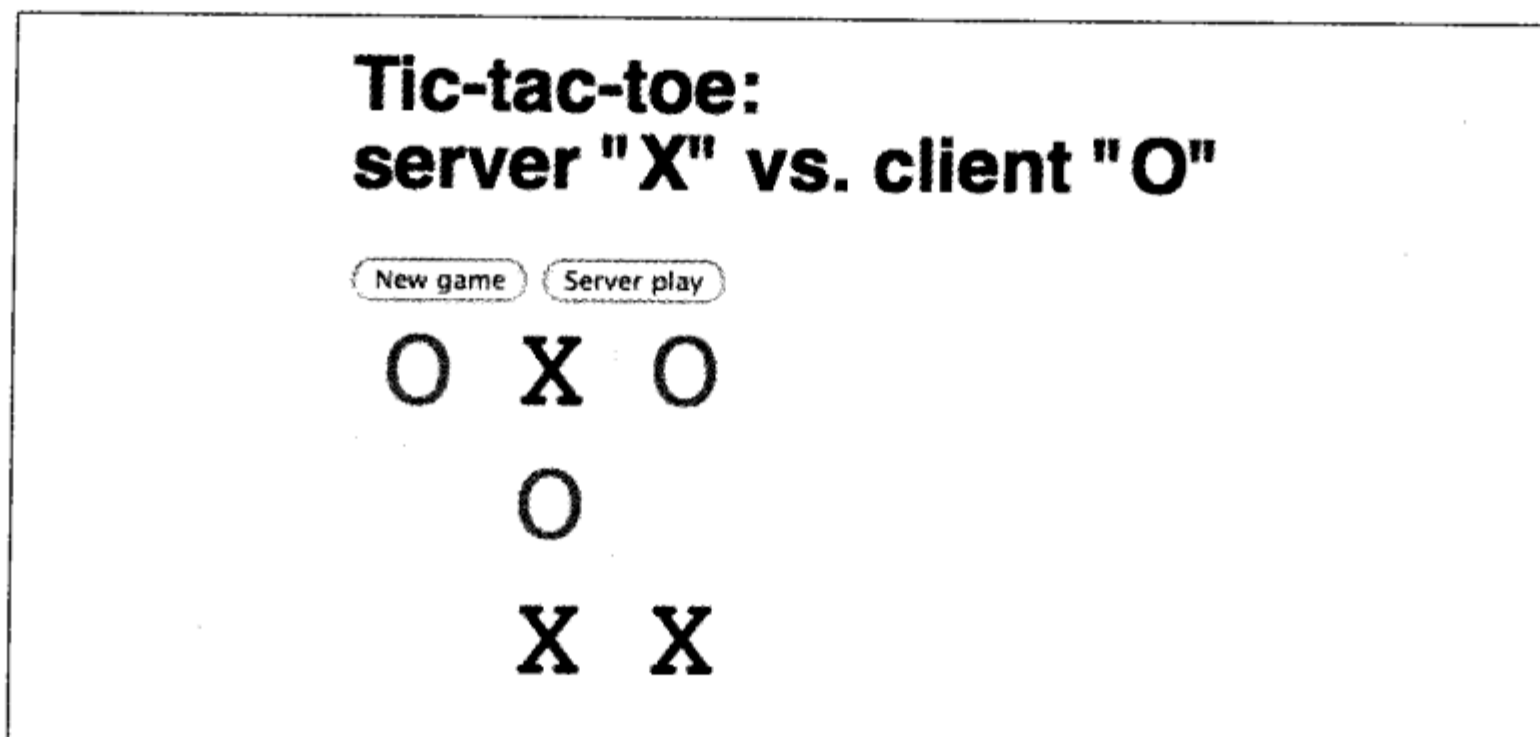 Tic-tac-toe:
server "X" vs. client "O"
New game Server play
O X O
O
X X